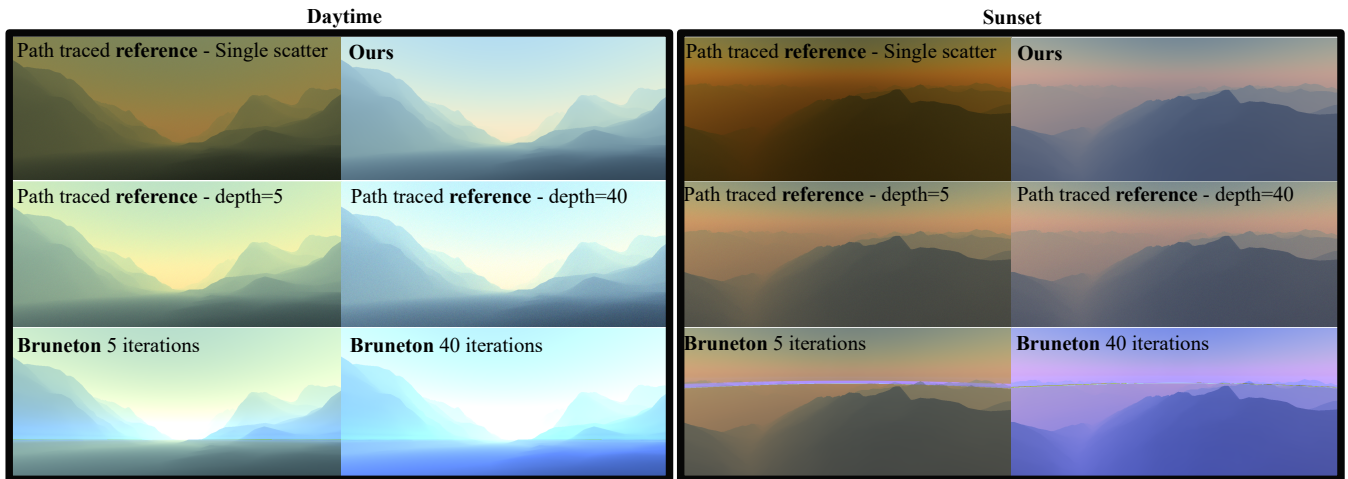 Daytime
Sunset
Path traced reference - Single scatter
Ours
Path traced reference - Single scatter
Ours
Path traced reference - depth=5
Path traced reference - depth=40
Path traced reference - depth=5
Path traced reference - depth=40
Bruneton 5 iterations
Bruneton 40 iterations
Bruneton 5 iterations
Bruneton 40 iterations